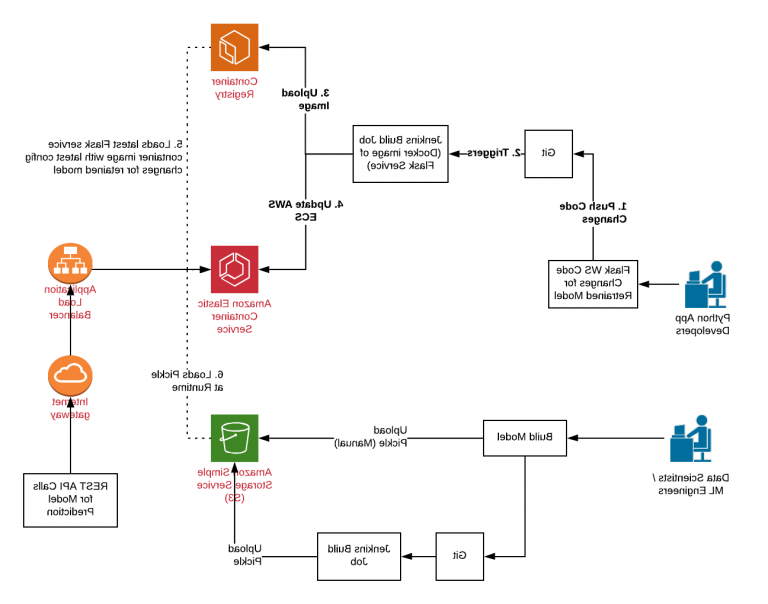 Container
Registry
3. Upload
Image
5. Loads latest Flask service
container image with latest config
changes for retained model
Jenkins Build Job
(Docker image of
Flask Service)
2. Triggers
Git
1. Push Code
Changes
4. Update AWS
ECS
Application
Load
Balancer
Amazon Elastic
Container
Service
Flask WS Code
Changes for
Retrained Model
Python App
Developers
6. Loads Pickle
at Runtime
Internet
gateway
Upload
Pickle (Manual)
Build Model
Amazon Simple
Storage Service
(S3)
Data Scientists /
ML Engineers
REST API Calls
for Model
Prediction
Upload
Pickle
Jenkins Build
Job
Git